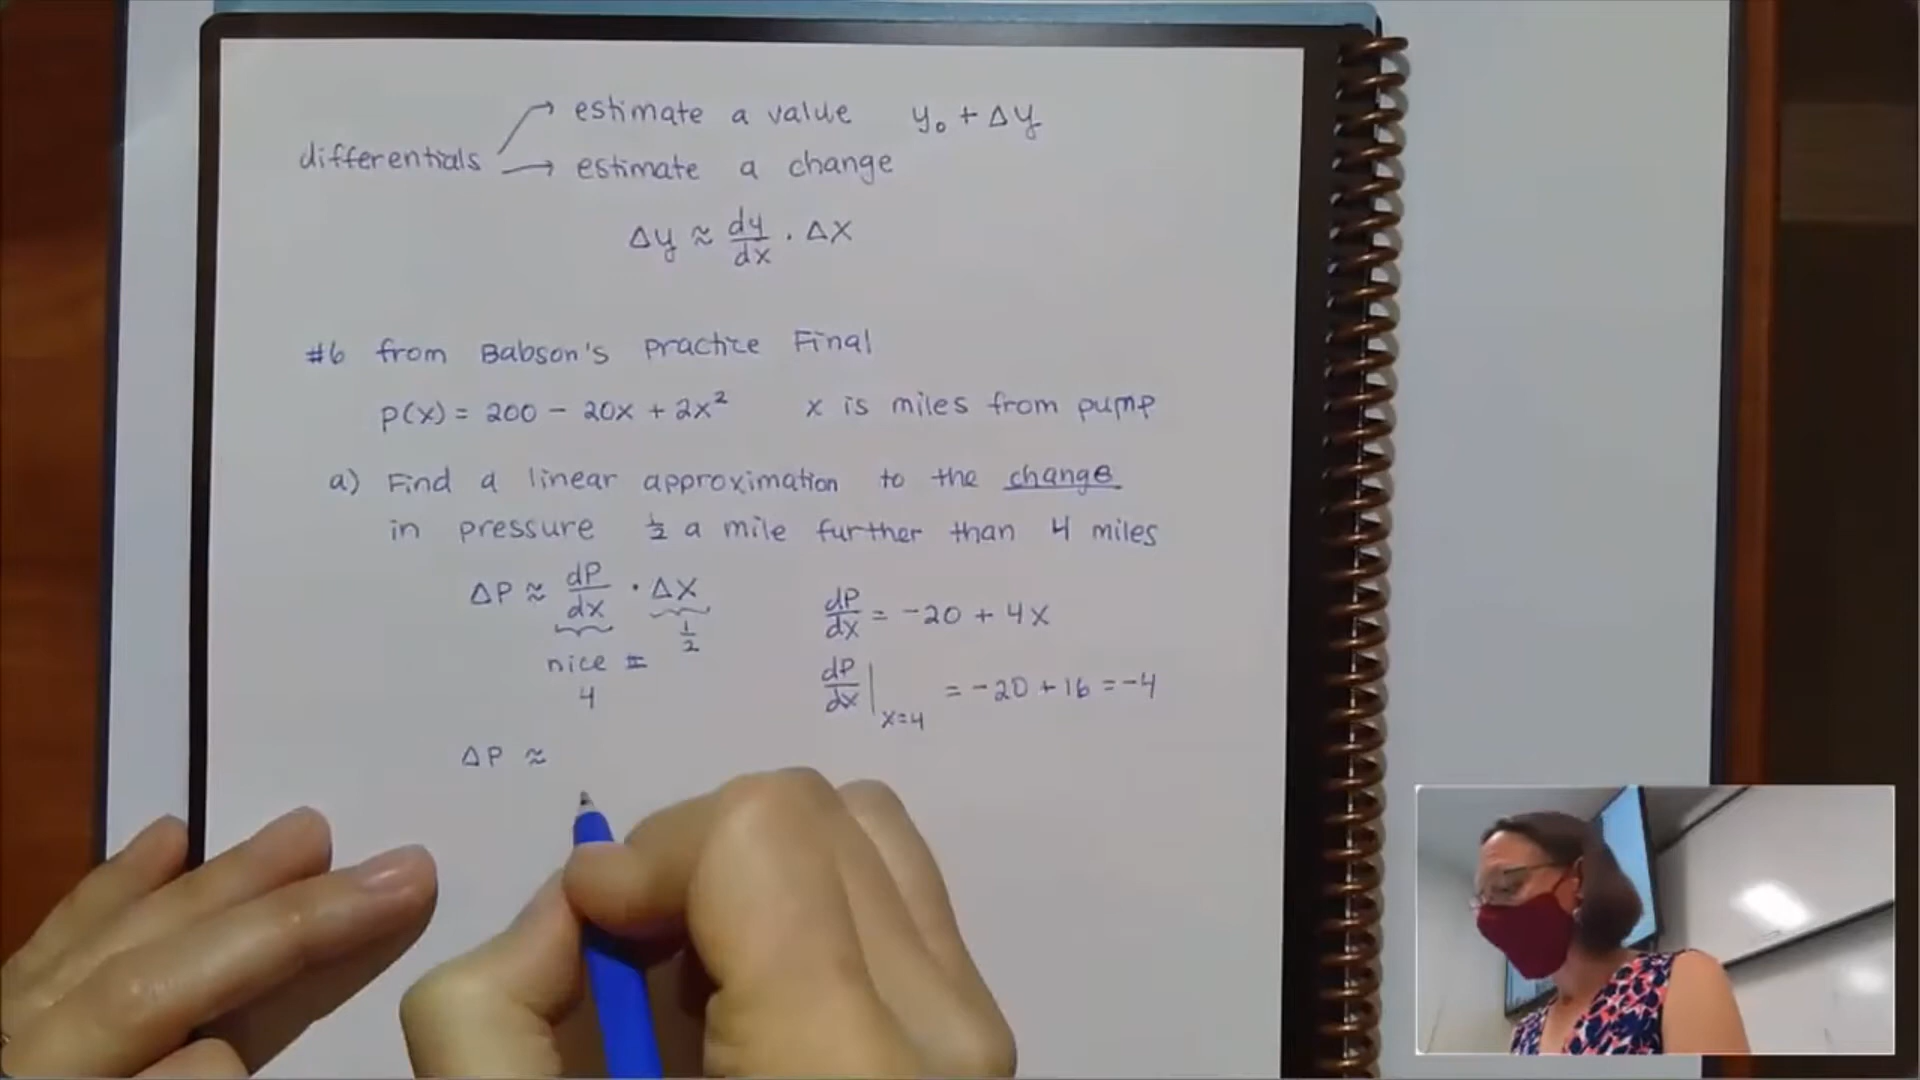 differentials → estimate a value y₀ + Δy
→ estimate a change
Δy ≈ dy/dx · Δx
#6 from Babson's Practice Final
p(x) = 200 - 20x + 2x² x is miles from pump
a) Find a linear approximation to the change
in pressure ½ a mile further than 4 miles
ΔP ≈ dP/dx · Δx
1/2
nice #
4
dP/dx = -20 + 4x
dP/dx |x=4 = -20 + 16 = -4
ΔP ≈